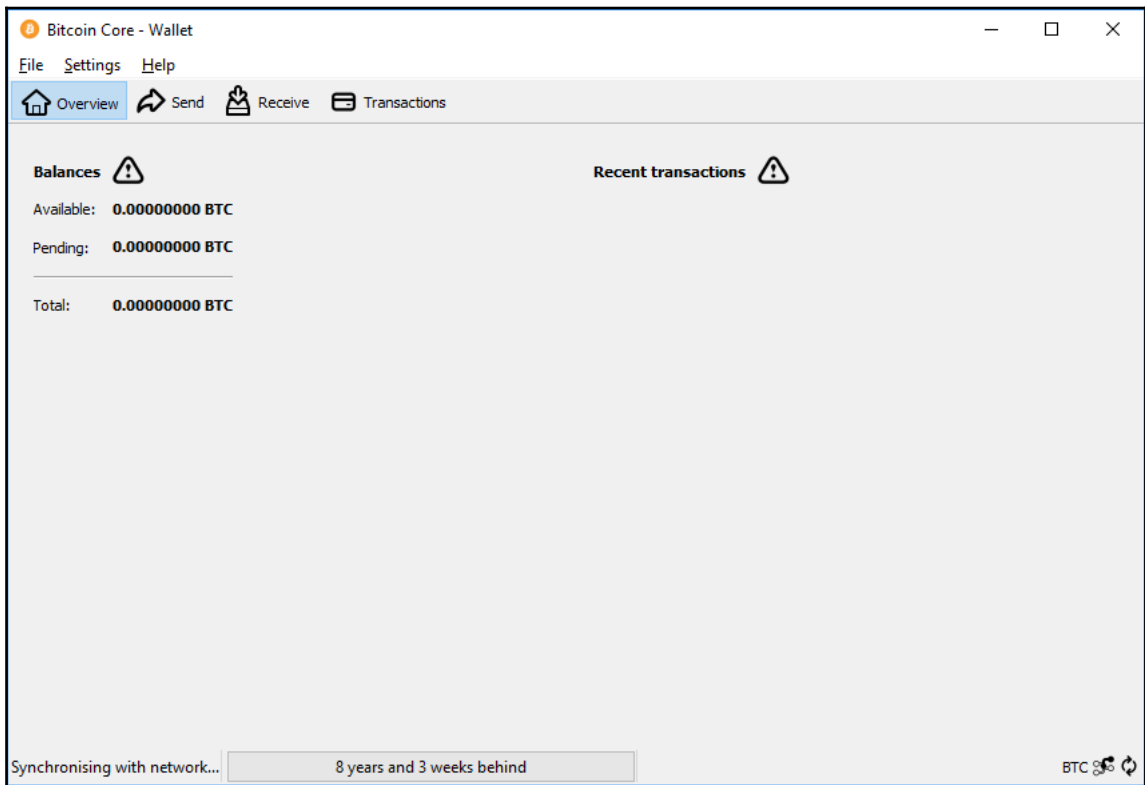 Bitcoin Core - Wallet
File Settings Help
Overview Send Receive Transactions
Balances Recent transactions
Available: 0.00000000 BTC
Pending: 0.00000000 BTC
Total: 0.00000000 BTC
Synchronising with network... 8 years and 3 weeks behind BTC